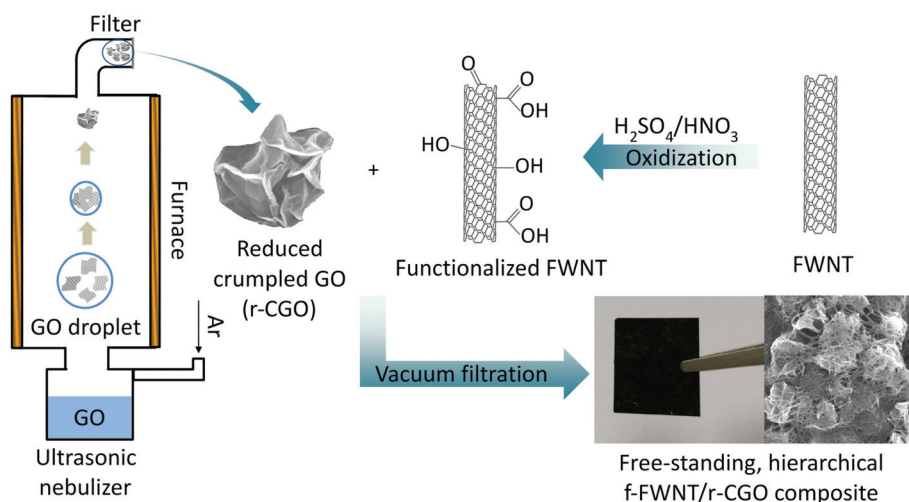 Filter
Furnace
GO droplet
Ar
GO
Ultrasonic
nebulizer
Reduced
crumpled GO
(r-CGO)
+
O
O
OH
HO
OH
O
OH
Functionalized FWNT
H₂SO₄/HNO₃
Oxidization
FWNT
Vacuum filtration
Free-standing, hierarchical
f-FWNT/r-CGO composite